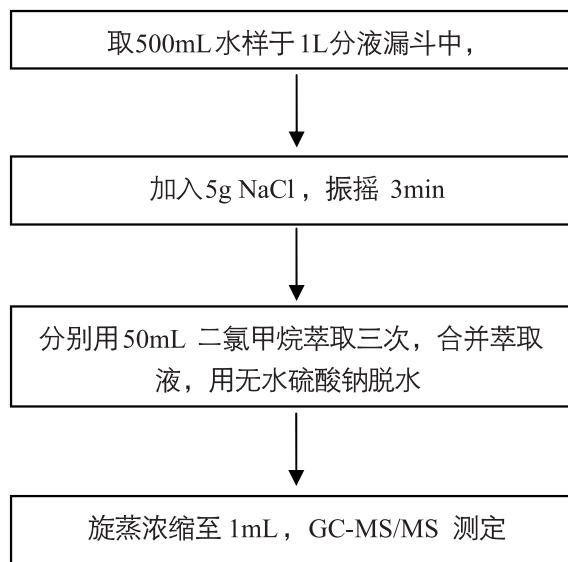 取500mL水样于1L分液漏斗中，
加入5g NaCl，振摇 3min
分别用50mL 二氯甲烷萃取三次，合并萃取
液，用无水硫酸钠脱水
旋蒸浓缩至1mL，GC-MS/MS 测定